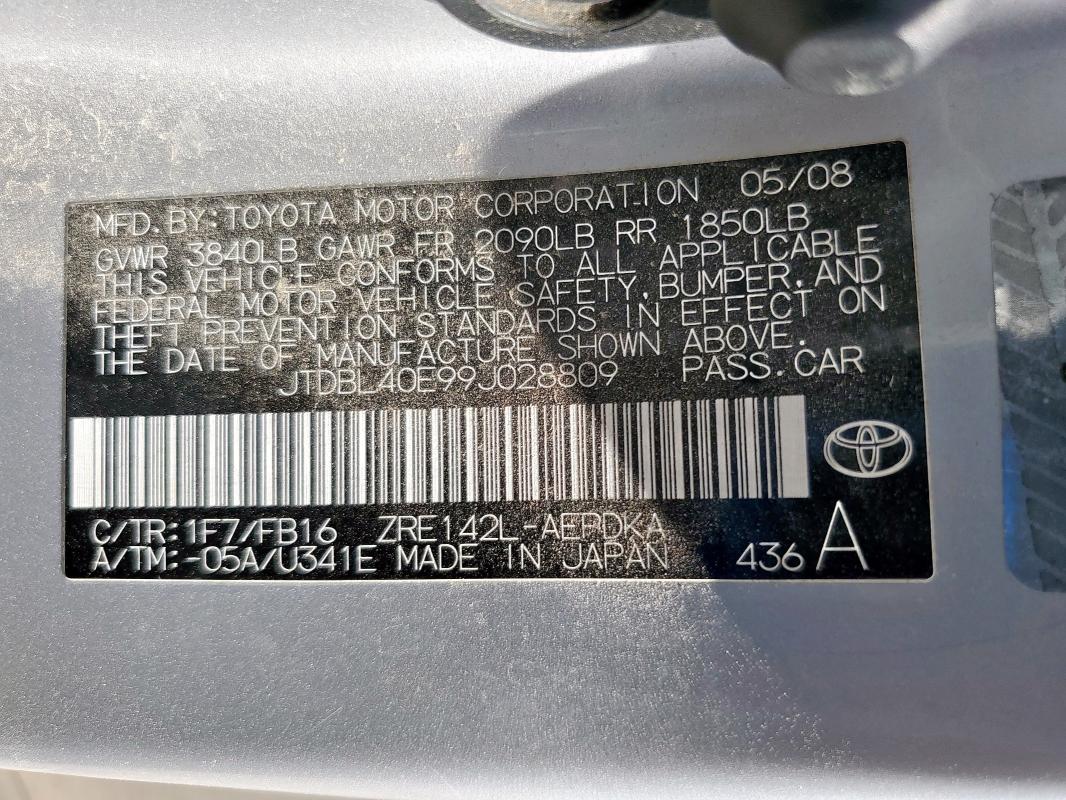 MFD. BY: TOYOTA MOTOR CORPORATION 05/08
GVWR 3840LB GAWR FR 2090LB RR 1850LB
THIS VEHICLE CONFORMS TO ALL APPLICABLE
FEDERAL MOTOR VEHICLE SAFETY, BUMPER, AND
THEFT PREVENTION STANDARDS IN EFFECT ON
THE DATE OF MANUFACTURE SHOWN ABOVE.
JTDBL40E99J028809 PASS. CAR
C/TR: 1F7/FB16 ZRE142L-AEPDKA
A/TM: -05A/U341E MADE IN JAPAN 436 A